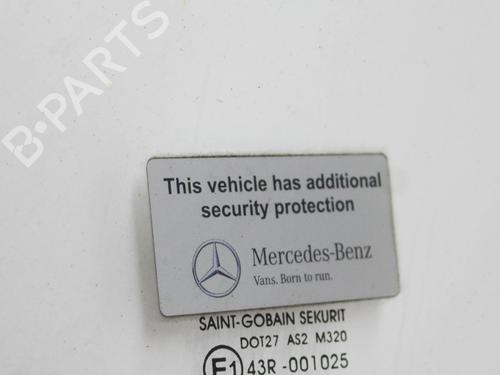 B-PARTS
This vehicle has additional
security protection
Mercedes-Benz
Vans. Born to run.
SAINT-GOBAIN SEKURIT
DOT27 AS2 M320
E1 43R -001025